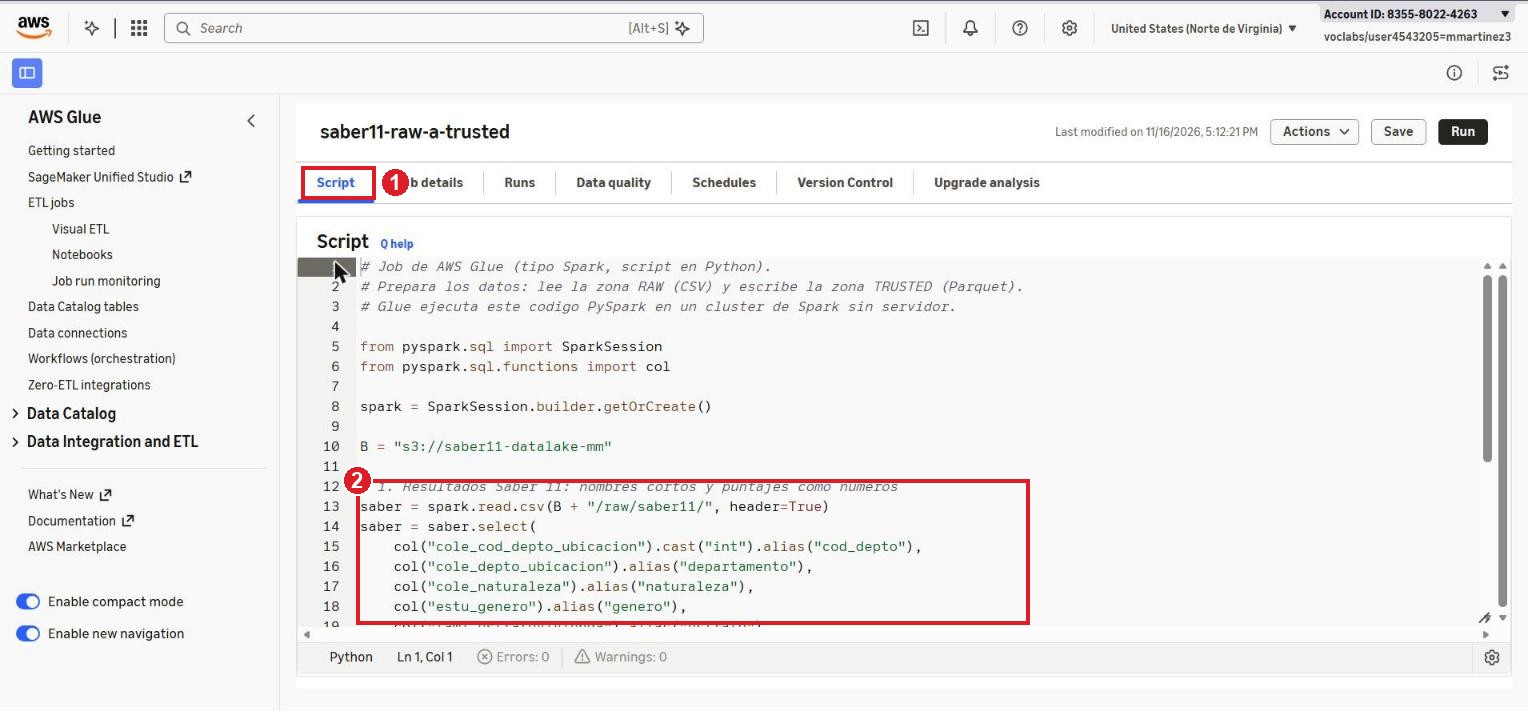 aws
Search [Alt+S]
United States (Norte de Virginia)
Account ID: 8355-8022-4263
voclabs/user4543205=mmartinez3
AWS Glue
Getting started
SageMaker Unified Studio
ETL jobs
Visual ETL
Notebooks
Job run monitoring
Data Catalog tables
Data connections
Workflows (orchestration)
Zero-ETL integrations
Data Catalog
Data Integration and ETL
What's New
Documentation
AWS Marketplace
Enable compact mode
Enable new navigation
saber11-raw-a-trusted
Last modified on 11/16/2026, 5:12:21 PM
Actions
Save
Run
Script 1 b details Runs Data quality Schedules Version Control Upgrade analysis
Script Q help
# Job de AWS Glue (tipo Spark, script en Python).
2 # Prepara los datos: lee la zona RAW (CSV) y escribe la zona TRUSTED (Parquet).
3 # Glue ejecuta este codigo PySpark en un cluster de Spark sin servidor.
4
5 from pyspark.sql import SparkSession
6 from pyspark.sql.functions import col
7
8 spark = SparkSession.builder.getOrCreate()
9
10 B = "s3://saber11-datalake-mm"
11
2
12 1. Resultados Saber 11: nombres cortos y puntajes como numeros
13 saber = spark.read.csv(B + "/raw/saber11/", header=True)
14 saber = saber.select(
15 col("cole_cod_depto_ubicacion").cast("int").alias("cod_depto"),
16 col("cole_depto_ubicacion").alias("departamento"),
17 col("cole_naturaleza").alias("naturaleza"),
18 col("estu_genero").alias("genero"),
Python Ln 1, Col 1 Errors: 0 Warnings: 0